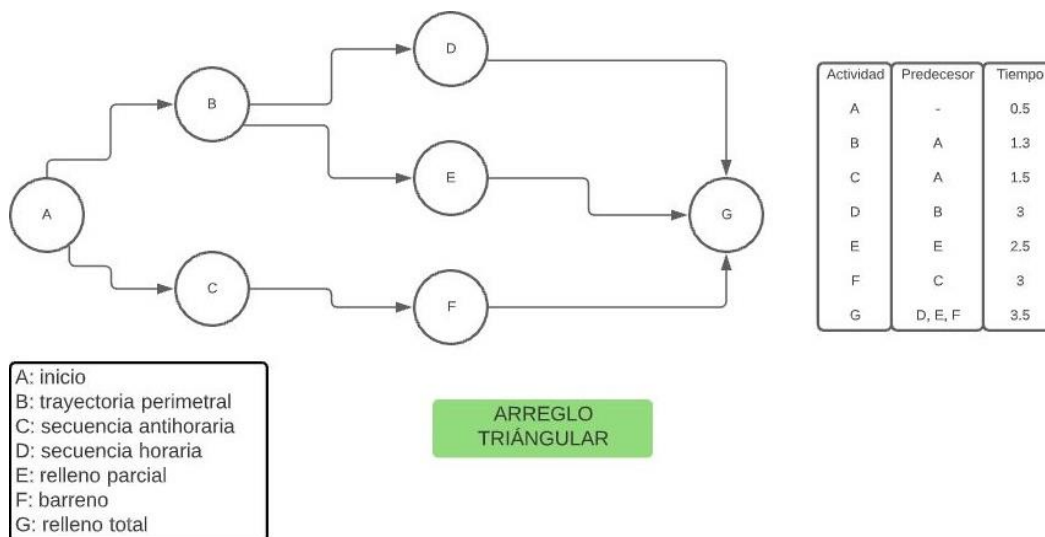 D
B
E
A
G
C
F
Actividad Predecesor Tiempo
A - 0.5
B A 1.3
C A 1.5
D B 3
E E 2.5
F C 3
G D, E, F 3.5
A: inicio
B: trayectoria perimetral
C: secuencia antihoraria
D: secuencia horaria
E: relleno parcial
F: barreno
G: relleno total
ARREGLO
TRIÁNGULAR